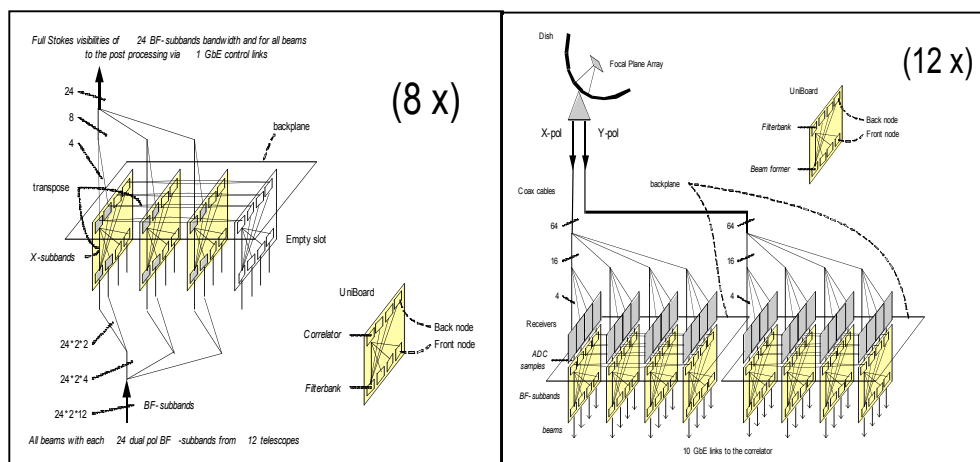 Full Stokes visibilities of 24 BF-subbands bandwidth and for all beams
to the post processing via 1 GbE control links
(8 x)
24
8
4
backplane
transpose
Empty slot
X-subbands
UniBoard
Correlator
Back node
Front node
Filterbank
24*2*2
24*2*4
24*2*12
BF-subbands
All beams with each 24 dual pol BF -subbands from 12 telescopes
Dish
Focal Plane Array
(12 x)
UniBoard
Back node
Filterbank
Front node
Beam former
X-pol
Y-pol
Coax cables
backplane
64
64
16
16
4
4
Receivers
ADC
samples
BF-subbands
beams
10 GbE links to the correlator